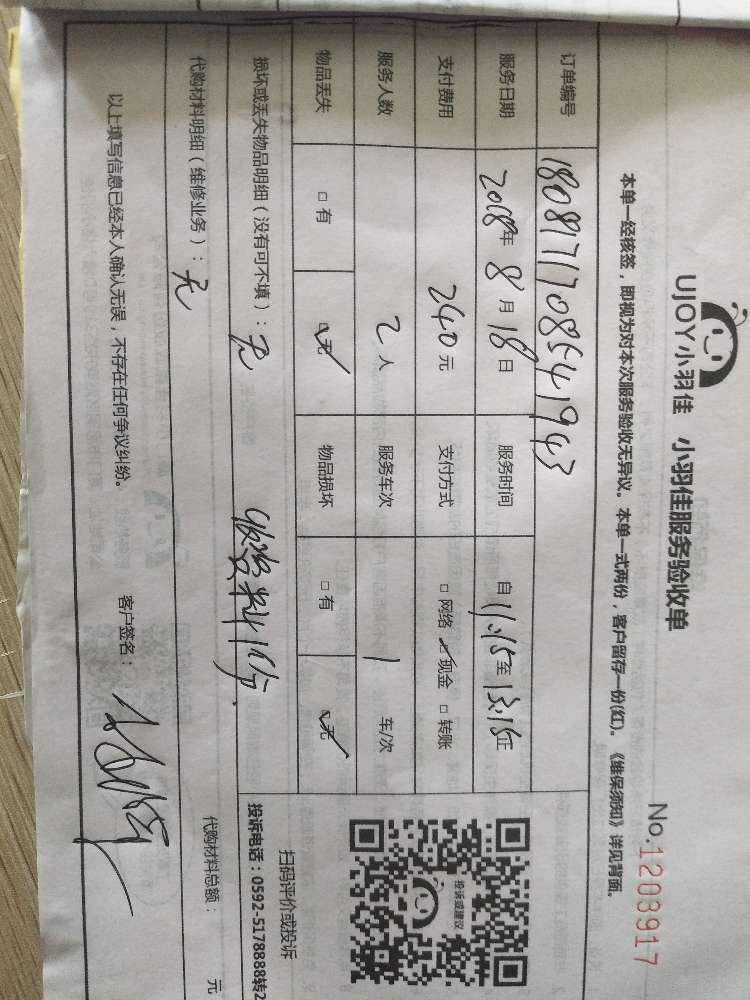 UJOY小羽佳 小羽佳服务验收单
No.1203917
本单一经核签，即视为对本次服务验收无异议。本单一式两份，客户留存一份(红)。《维保须知》详见背面。
订单编号 1808171708541943
服务日期 2018年 8月 18日 服务时间 自 11:15至 13:15止
支付费用 240元 支付方式 □ 网络 ☑ 现金 □ 转账
服务人数 2人 服务车次 1 车/次
物品丢失 □ 有 ☑ 无 物品损坏 □ 有 ☑ 无
损坏或丢失物品明细（没有可不填）：无
代购材料明细（维修业务）：无
代购材料总额： 元
以上填写信息已经本人确认无误，不存在任何争议纠纷。 客户签名：
投诉或建议
扫码评价或投诉
投诉电话：0592-5178888转2